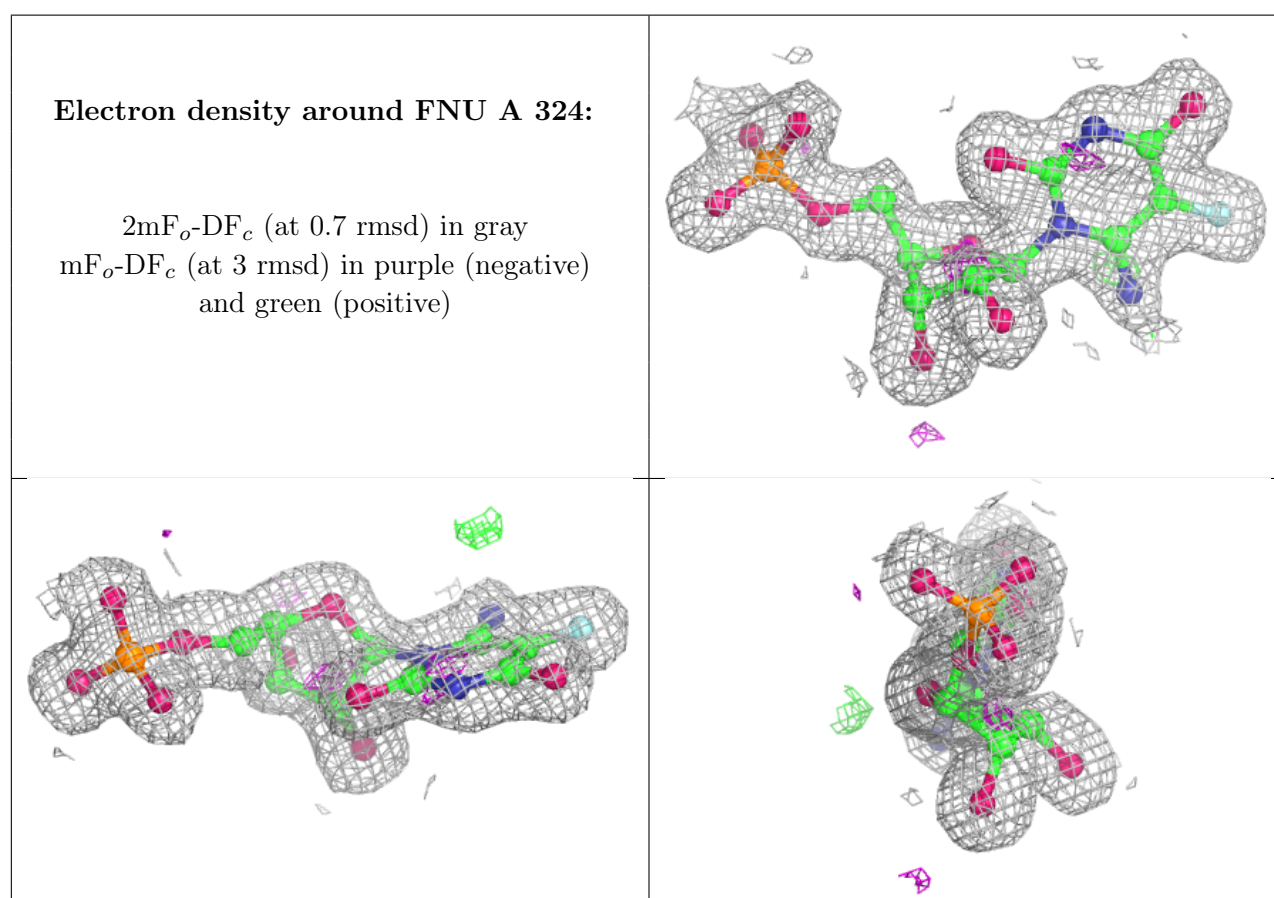 Electron density around FNU A 324:
2mFo-DFc (at 0.7 rmsd) in gray
mFo-DFc (at 3 rmsd) in purple (negative)
and green (positive)